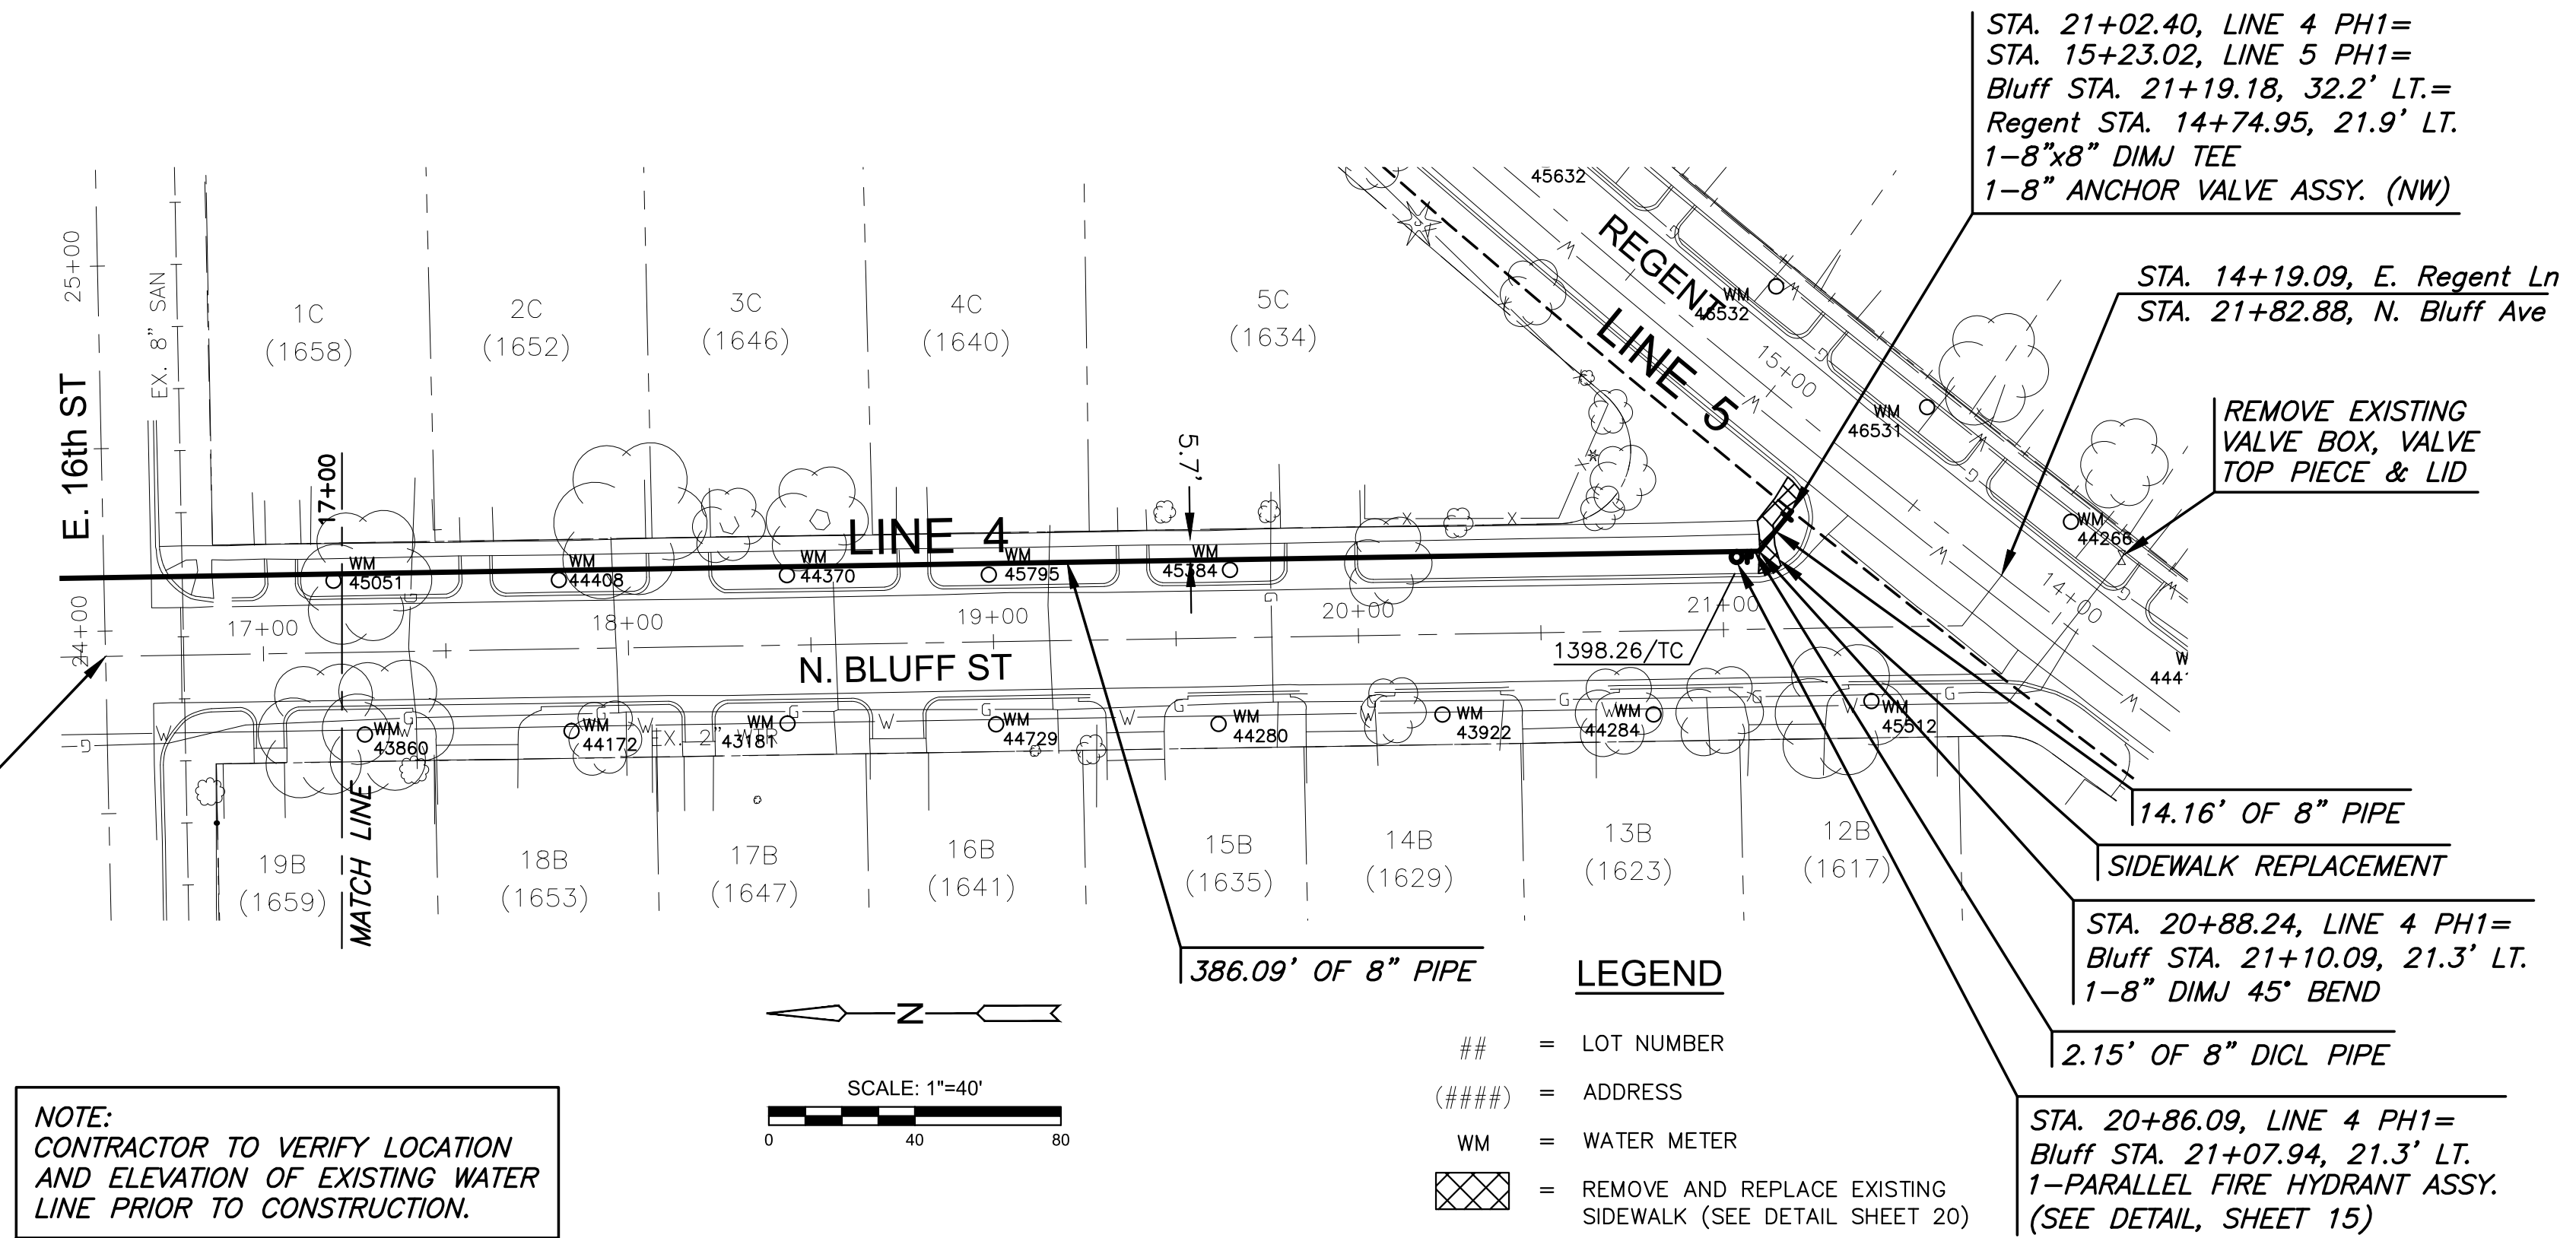 STA. 21+02.40, LINE 4 PH1=
STA. 15+23.02, LINE 5 PH1=
Bluff STA. 21+19.18, 32.2' LT.=
Regent STA. 14+74.95, 21.9' LT.
1-8"x8" DIMJ TEE
1-8" ANCHOR VALVE ASSY. (NW)
STA. 14+19.09, E. Regent Ln
STA. 21+82.88, N. Bluff Ave
REMOVE EXISTING
VALVE BOX, VALVE
TOP PIECE & LID
45632
REGENT
WM
46532
LINE 5
15+00
WM
46531
WM
44266
14+00
W
444
25+00
EX. 8" SAN
E. 16th ST
24+00
1C
(1658)
2C
(1652)
3C
(1646)
4C
(1640)
5C
(1634)
17+00
5.7'
LINE 4
WM
45051
WM
44408
WM
44370
WM
45795
WM
45384
17+00
18+00
19+00
20+00
21+00
1398.26/TC
N. BLUFF ST
WM
43860
WM
44172
EX. 2" WTR
WM
43181
WM
44729
WM
44280
WM
43922
WM
44284
WM
45512
MATCH LINE
19B
(1659)
18B
(1653)
17B
(1647)
16B
(1641)
15B
(1635)
14B
(1629)
13B
(1623)
12B
(1617)
14.16' OF 8" PIPE
SIDEWALK REPLACEMENT
STA. 20+88.24, LINE 4 PH1=
Bluff STA. 21+10.09, 21.3' LT.
1-8" DIMJ 45° BEND
2.15' OF 8" DICL PIPE
STA. 20+86.09, LINE 4 PH1=
Bluff STA. 21+07.94, 21.3' LT.
1-PARALLEL FIRE HYDRANT ASSY.
(SEE DETAIL, SHEET 15)
386.09' OF 8" PIPE
N
SCALE: 1"=40'
0 40 80
LEGEND
## = LOT NUMBER
(####) = ADDRESS
WM = WATER METER
= REMOVE AND REPLACE EXISTING
SIDEWALK (SEE DETAIL SHEET 20)
NOTE:
CONTRACTOR TO VERIFY LOCATION
AND ELEVATION OF EXISTING WATER
LINE PRIOR TO CONSTRUCTION.